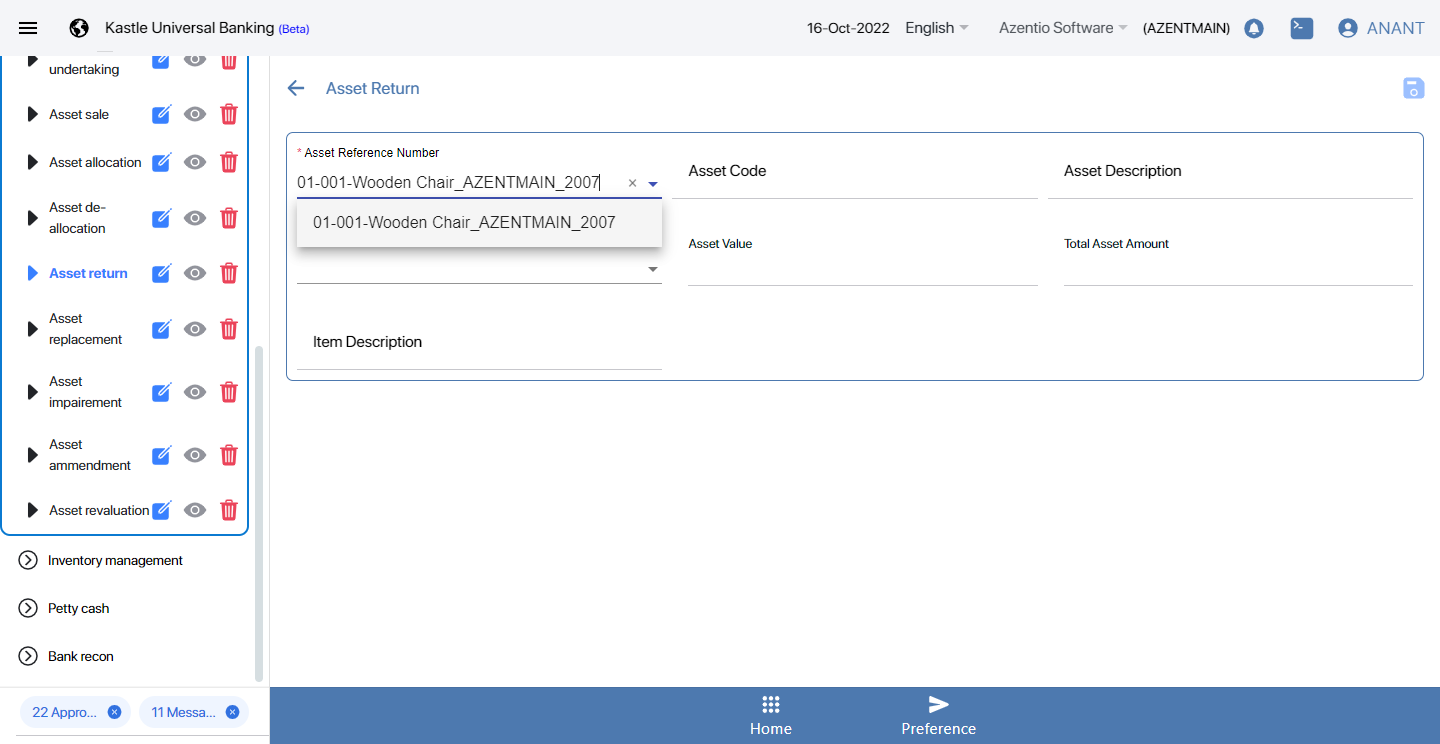 Kastle Universal Banking (Beta)
16-Oct-2022
English
Azentio Software
(AZENTMAIN)
ANANT
undertaking
Asset sale
Asset allocation
Asset de-
allocation
Asset return
Asset
replacement
Asset
impairement
Asset
ammendment
Asset revaluation
Inventory management
Petty cash
Bank recon
22 Appro...
11 Messa...
Asset Return
* Asset Reference Number
01-001-Wooden Chair_AZENTMAIN_2007
01-001-Wooden Chair_AZENTMAIN_2007
Asset Code
Asset Description
Asset Value
Total Asset Amount
Item Description
Home
Preference